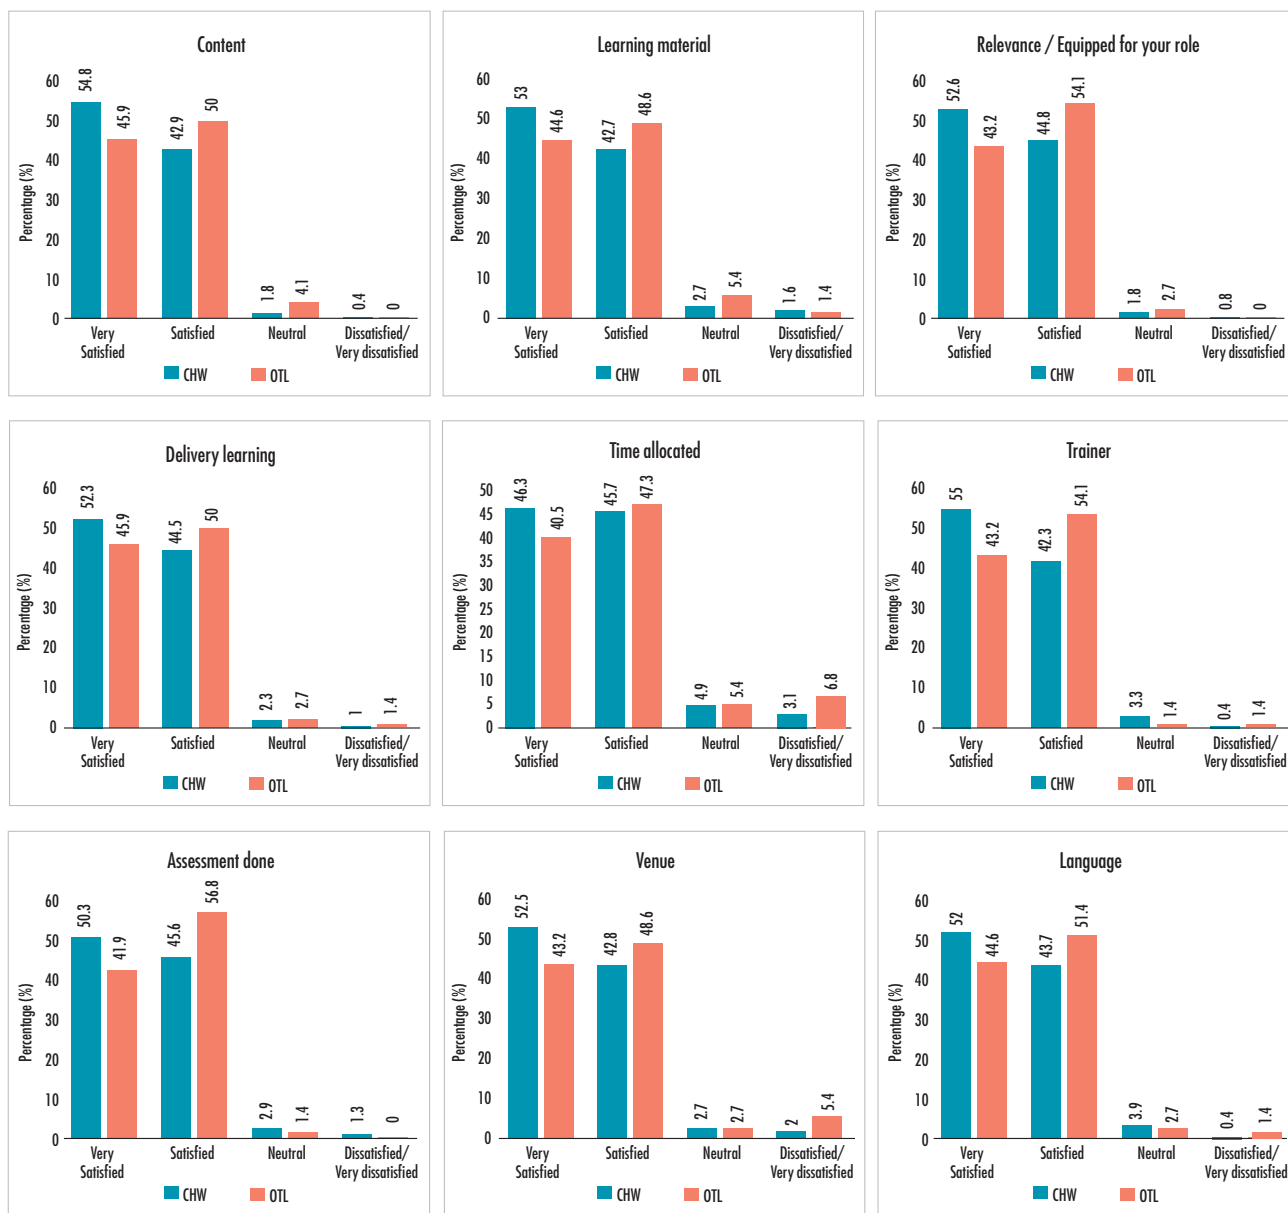 Content
Percentage (%)
60
50
40
30
20
10
0
54.8
45.9
42.9
50
1.8
4.1
0.4
0
Very
Satisfied
Satisfied
Neutral
Dissatisfied/
Very dissatisfied
CHW
OTL
Learning material
Percentage (%)
60
50
40
30
20
10
0
53
44.6
42.7
48.6
2.7
5.4
1.6
1.4
Very
Satisfied
Satisfied
Neutral
Dissatisfied/
Very dissatisfied
CHW
OTL
Relevance / Equipped for your role
Percentage (%)
60
50
40
30
20
10
0
52.6
43.2
44.8
54.1
1.8
2.7
0.8
0
Very
Satisfied
Satisfied
Neutral
Dissatisfied/
Very dissatisfied
CHW
OTL
Delivery learning
Percentage (%)
60
50
40
30
20
10
0
52.3
45.9
44.5
50
2.3
2.7
1
1.4
Very
Satisfied
Satisfied
Neutral
Dissatisfied/
Very dissatisfied
CHW
OTL
Time allocated
Percentage (%)
50
45
40
35
30
25
20
15
10
5
0
46.3
40.5
45.7
47.3
4.9
5.4
3.1
6.8
Very
Satisfied
Satisfied
Neutral
Dissatisfied/
Very dissatisfied
CHW
OTL
Trainer
Percentage (%)
60
50
40
30
20
10
0
55
43.2
42.3
54.1
3.3
1.4
0.4
1.4
Very
Satisfied
Satisfied
Neutral
Dissatisfied/
Very dissatisfied
CHW
OTL
Assessment done
Percentage (%)
60
50
40
30
20
10
0
50.3
41.9
45.6
56.8
2.9
1.4
1.3
0
Very
Satisfied
Satisfied
Neutral
Dissatisfied/
Very dissatisfied
CHW
OTL
Venue
Percentage (%)
60
50
40
30
20
10
0
52.5
43.2
42.8
48.6
2.7
2.7
2
5.4
Very
Satisfied
Satisfied
Neutral
Dissatisfied/
Very dissatisfied
CHW
OTL
Language
Percentage (%)
60
50
40
30
20
10
0
52
44.6
43.7
51.4
3.9
2.7
0.4
1.4
Very
Satisfied
Satisfied
Neutral
Dissatisfied/
Very dissatisfied
CHW
OTL